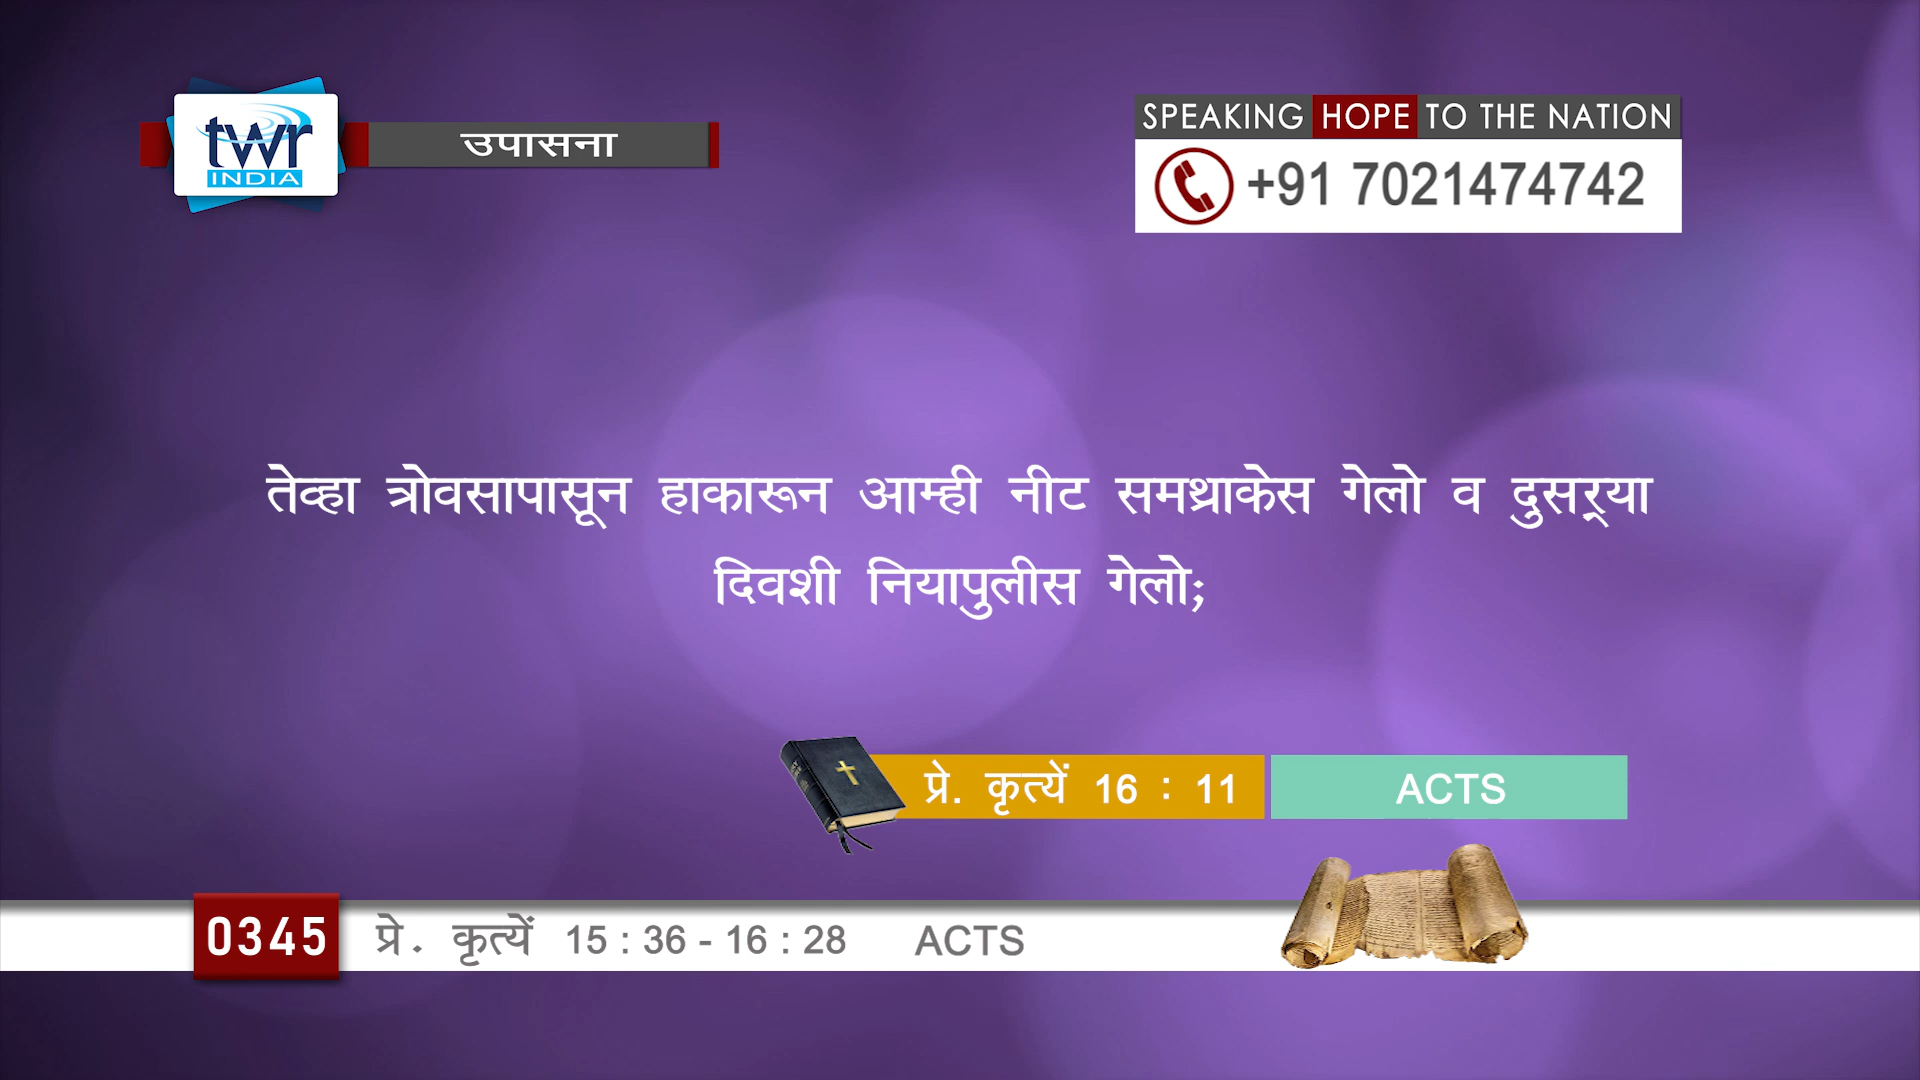 twr
INDIA
उपासना
SPEAKING HOPE TO THE NATION
+91 7021474742
तेव्हा त्रोवसापासून हाकारून आम्ही नीट समथ्राकेस गेलो व दुसऱ्या
दिवशी नियापुलीस गेलो;
प्रे. कृत्यें 16 : 11
ACTS
0345
प्रे. कृत्यें 15 : 36 - 16 : 28 ACTS